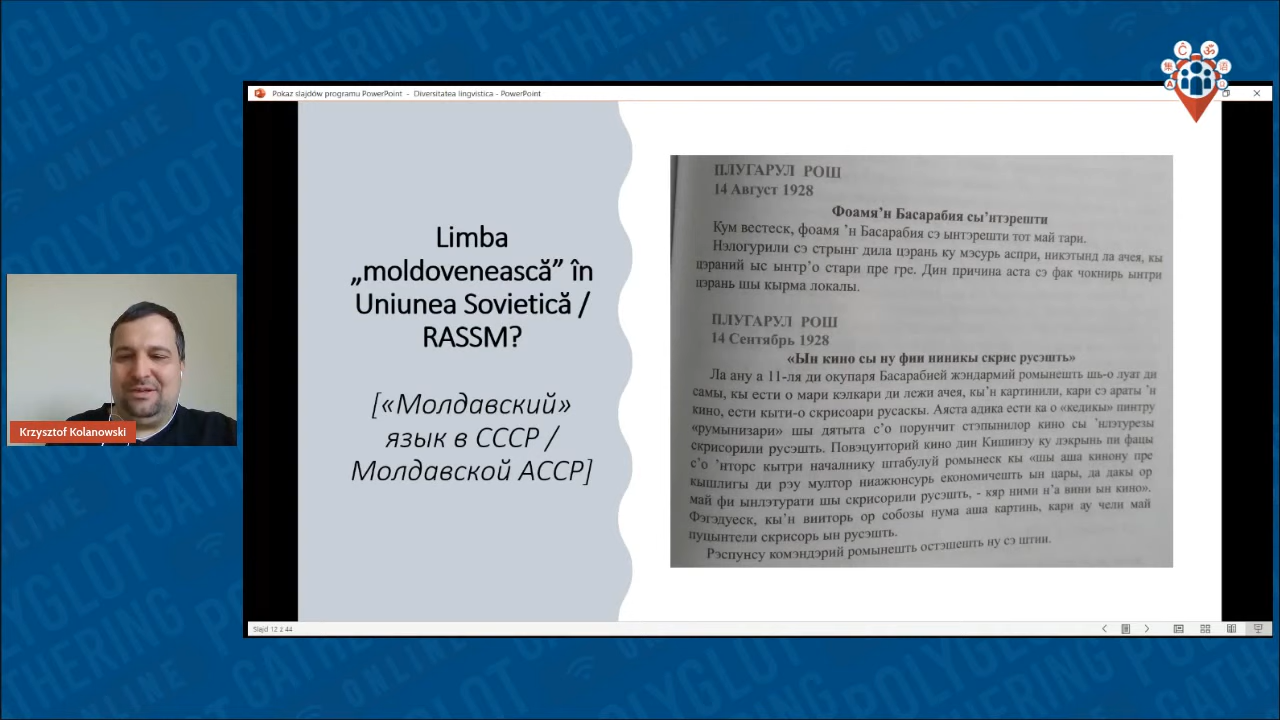 POLYGLOT GATHERING ONLINE
Pokaz slajdów programu PowerPoint - Diversitatea lingvistica - PowerPoint
Limba
„moldovenească” în
Uniunea Sovietică /
RASSM?
[«Молдавский»
язык в СССР /
Молдавской АССР]
ПЛУГАРУЛ РОШ
14 Август 1928
Фоамя’н Басарабия сы’нтэрешти
Кум вестеск, фоамя ’н Басарабия сэ ынтэрешти тот май тари.
Нэлогурили сэ стрынг дила цэрань ку мэсурь аспри, никэтынд ла ачея, кы
цэраний ыс ынтр’о стари пре гре. Дин причина аста сэ фак чокнирь ынтри
цэрань шы кырма локалы.
ПЛУГАРУЛ РОШ
14 Сентябрь 1928
«Ын кино сы ну фии ниникы скрис русэшть»
Ла ану а 11-ля ди окупаря Басарабией жэндармий ромынешть шь-о луат ди
самы, кы ести о мари кэлкари ди лежи ачея, кы’н картинили, кари сэ араты ’н
кино, ести кыти-о скрисоари русаскы. Аяста адика ести ка о «кедикы» пинтру
«румынизари» шы дятыта с’о порунчит стэпынилор кино сы ’нлэтурезы
скрисорили русэшть. Повэцуиторий кино дин Кишинэу ку дэкрынь пи фацы
с’о ’нторс кытри началнику штабулуй ромынеск кы «шы аша кинону пре
кышлигы ди рэу мултор ниажюнсурь економичешть ын цары, да дакы ор
май фи ынлэтурати шы скрисорили русэшть, - кяр ними н’а вини ын кино».
Фэгэдуеск, кы’н вииторь ор собозы нума аша картинь, кари ау чели май
пуцынтели скрисорь ын русэшть.
Рэспунсу комэндэрий ромынешть остэшешть ну сэ штии.
Krzysztof Kolanowski
Slajd 12 z 44